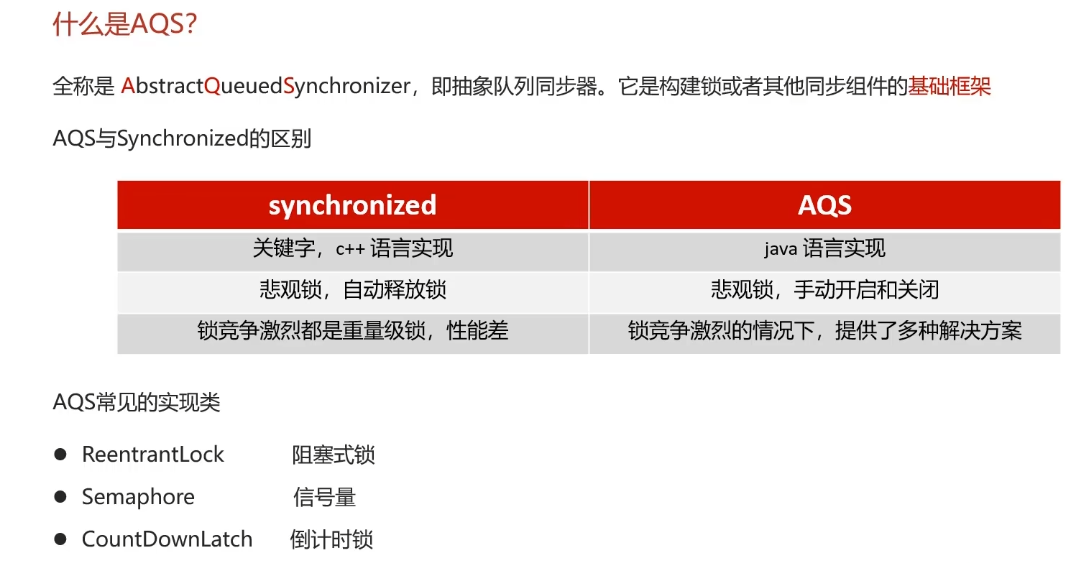 什么是AQS?
全称是 AbstractQueuedSynchronizer，即抽象队列同步器。它是构建锁或者其他同步组件的基础框架
AQS与Synchronized的区别
synchronized AQS
关键字，c++ 语言实现 java 语言实现
悲观锁，自动释放锁 悲观锁，手动开启和关闭
锁竞争激烈都是重量级锁，性能差 锁竞争激烈的情况下，提供了多种解决方案
AQS常见的实现类
● ReentrantLock 阻塞式锁
● Semaphore 信号量
● CountDownLatch 倒计时锁